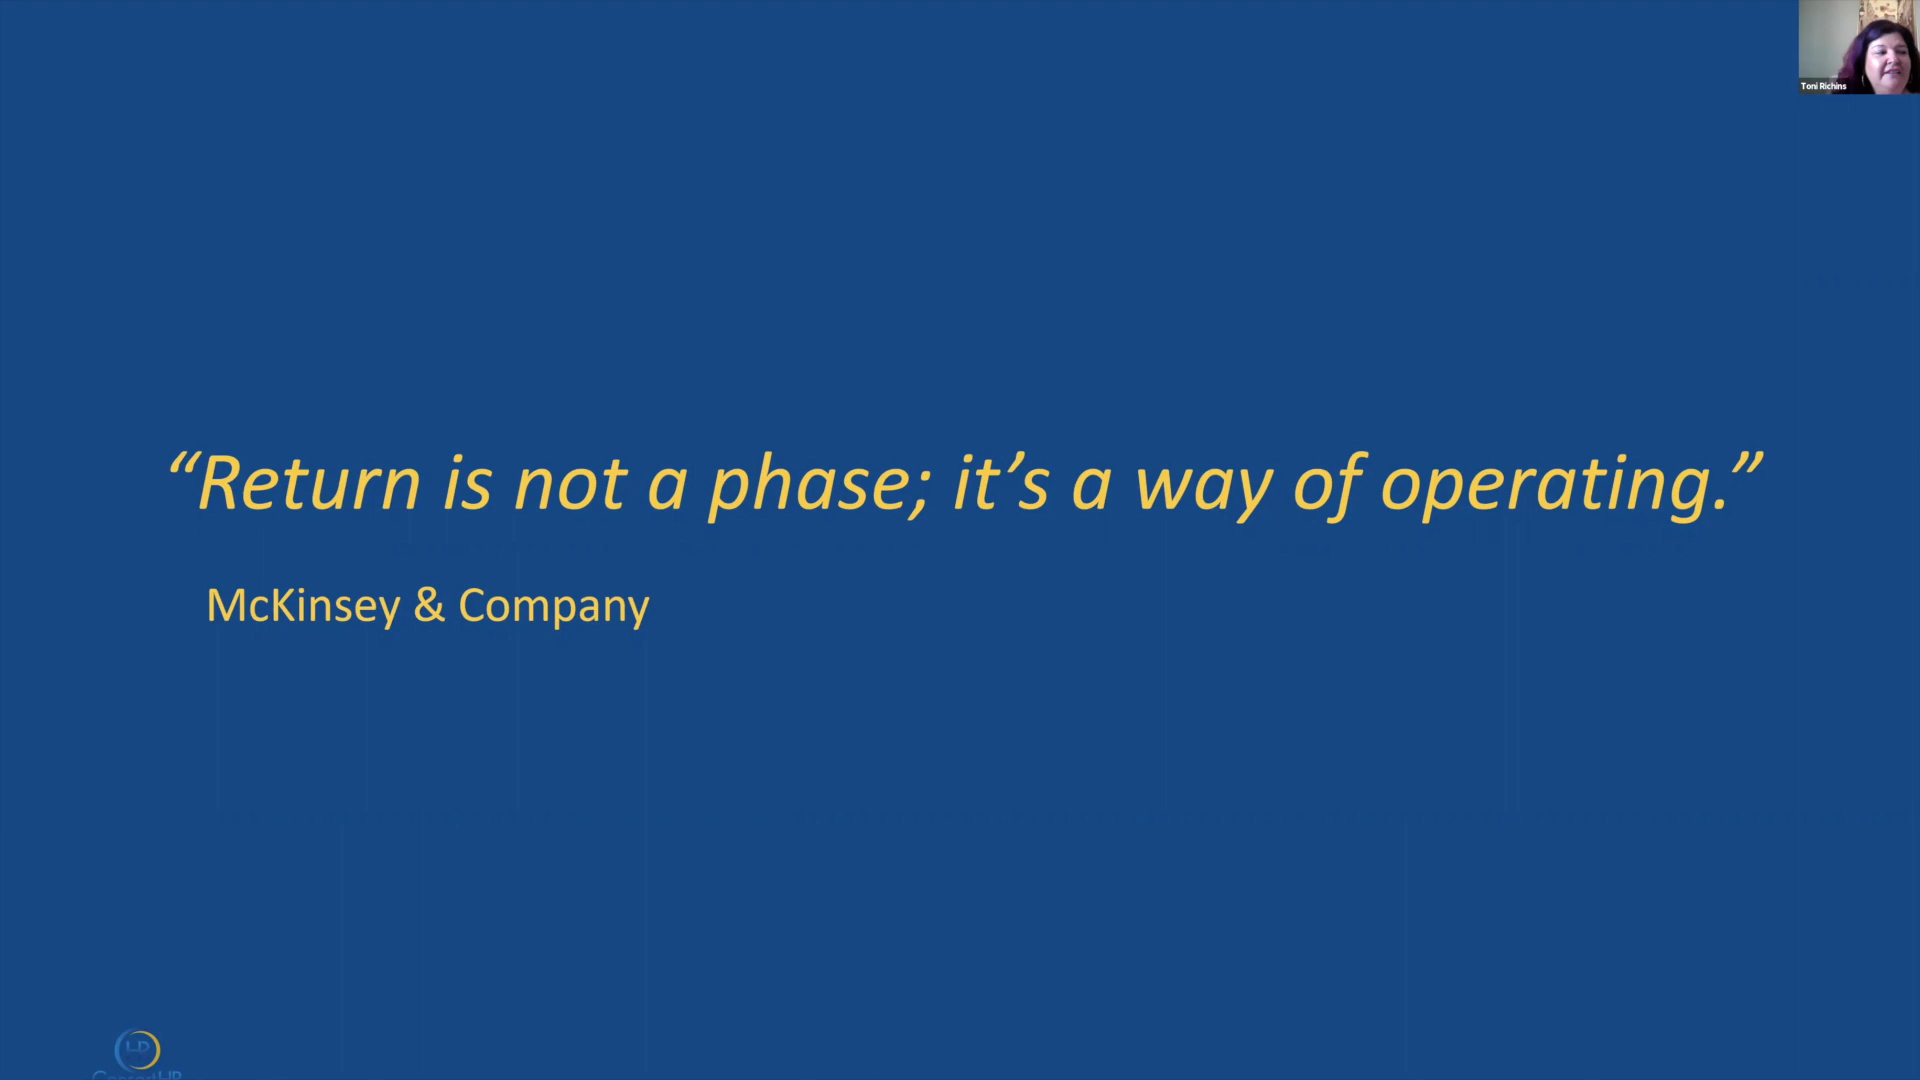 Toni Richins
“Return is not a phase; it’s a way of operating.”
McKinsey & Company